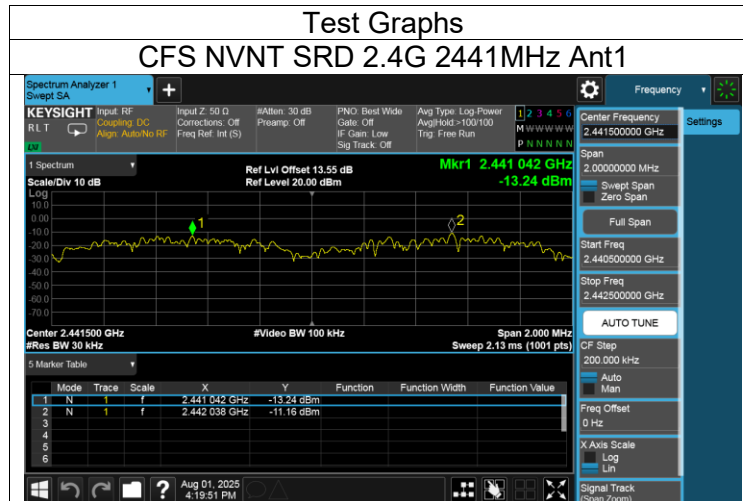 Test Graphs
CFS NVNT SRD 2.4G 2441MHz Ant1
Spectrum Analyzer 1
Swept SA
Frequency
KEYSIGHT
RLT
LXI
Input: RF
Coupling: DC
Align: Auto/No RF
Input Z: 50 Ω
Corrections: Off
Freq Ref: Int (S)
#Atten: 30 dB
Preamp: Off
PNO: Best Wide
Gate: Off
IF Gain: Low
Sig Track: Off
Avg Type: Log-Power
Avg|Hold:>100/100
Trig: Free Run
1 2 3 4 5 6
M W W W W W
P N N N N N
Center Frequency
2.441500000 GHz
Settings
Span
2.00000000 MHz
Swept Span
Zero Span
Full Span
Start Freq
2.440500000 GHz
Stop Freq
2.442500000 GHz
AUTO TUNE
CF Step
200.000 kHz
Auto
Man
Freq Offset
0 Hz
X Axis Scale
Log
Lin
Signal Track
(Span Zoom)
1 Spectrum
Scale/Div 10 dB
Ref Lvl Offset 13.55 dB
Ref Level 20.00 dBm
Mkr1 2.441 042 GHz
-13.24 dBm
Log
10.0
0.00
-10.0
-20.0
-30.0
-40.0
-50.0
-60.0
-70.0
1
2
Center 2.441500 GHz
#Res BW 30 kHz
#Video BW 100 kHz
Span 2.000 MHz
Sweep 2.13 ms (1001 pts)
5 Marker Table
Mode Trace Scale X Y Function Function Width Function Value
1 N 1 f 2.441 042 GHz -13.24 dBm
2 N 1 f 2.442 038 GHz -11.16 dBm
3
4
5
6
?
Aug 01, 2025
4:19:51 PM